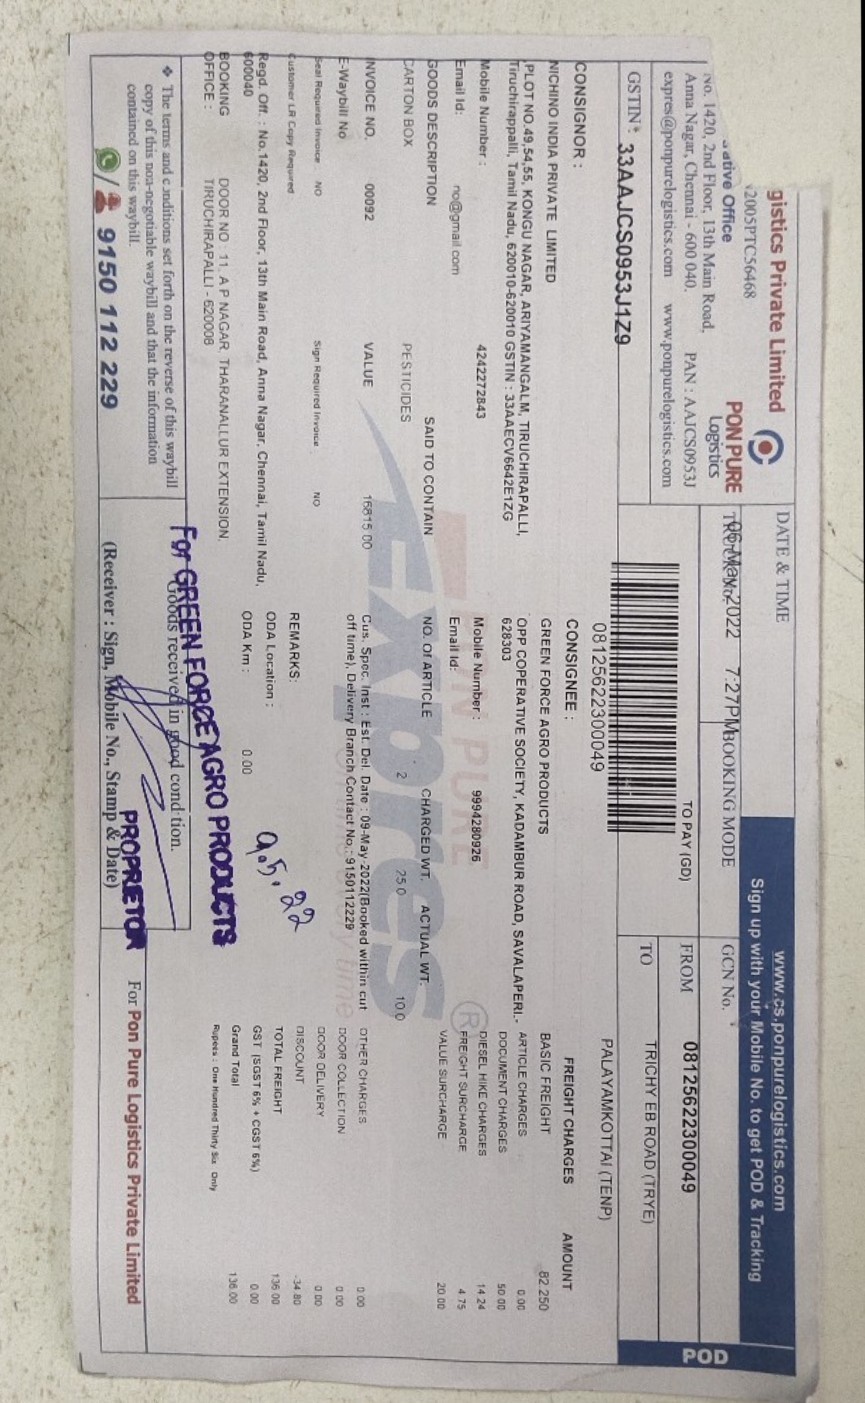 gistics Private Limited
2005PTC56468
ative Office
No. 1420, 2nd Floor, 13th Main Road,
Anna Nagar, Chennai - 600 040. PAN : AAJCS0953J
expres@ponpurelogistics.com www.ponpurelogistics.com
PON PURE
Logistics
GSTIN : 33AAJCS0953J1Z9
DATE & TIME
06-May-2022 7:27PM
BOOKING MODE
TO PAY (GD)
www.cs.ponpurelogistics.com
Sign up with your Mobile No. to get POD & Tracking
GCN No. 08125622300049
FROM TRICHY EB ROAD (TRYE)
TO PALAYAMKOTTAI (TENP)
POD
08125622300049
CONSIGNOR :
NICHINO INDIA PRIVATE LIMITED
PLOT NO,49,54,55, KONGU NAGAR, ARIYAMANGALM, TIRUCHIRAPALLI,
Tiruchirappalli, Tamil Nadu, 620010-620010 GSTIN : 33AAECV6642E1ZG
Mobile Number : 4242272843
Email Id: no@gmail.com
CONSIGNEE :
GREEN FORCE AGRO PRODUCTS
OPP COPERATIVE SOCIETY, KADAMBUR ROAD, SAVALAPERI.-
628303
Mobile Number : 9994280926
Email Id:
GOODS DESCRIPTION SAID TO CONTAIN NO. Of ARTICLE CHARGED WT. ACTUAL WT.
CARTON BOX PESTICIDES 2 25.0 10.0
INVOICE NO. 00092 VALUE 16815.00
E-Waybill No
Seal Required Invoice NO Sign Required Invoice NO
Customer LR Copy Required
Cus. Spec. Inst : Est. Del. Date : 09-May-2022(Booked within cut
off time), Delivery Branch Contact No.: 9150112229
REMARKS:
ODA Location :
ODA Km : 0.00
9.5.22
PON PURE
Expres
®
FREIGHT CHARGES AMOUNT
BASIC FREIGHT 82.250
ARTICLE CHARGES 0.00
DOCUMENT CHARGES 50.00
DIESEL HIKE CHARGES 14.24
FREIGHT SURCHARGE 4.75
VALUE SURCHARGE 20.00
OTHER CHARGES 0.00
DOOR COLLECTION 0.00
DOOR DELIVERY 0.00
DISCOUNT -34.80
TOTAL FREIGHT 136.00
GST (SGST 6% + CGST 6%) 0.00
Grand Total 136.00
Rupees : One Hundred Thirty Six Only
Regd. Off. : No.1420, 2nd Floor, 13th Main Road, Anna Nagar, Chennai, Tamil Nadu,
600040
BOOKING DOOR NO : 11, A P NAGAR, THARANALLUR EXTENSION,
OFFICE : TIRUCHIRAPALLI - 620008
❖ The terms and conditions set forth on the reverse of this waybill
copy of this non-negotiable waybill and that the information
contained on this waybill.
/ 9150 112 229
For GREEN FORCE AGRO PRODUCTS
Goods received in good condition.
PROPRIETOR
(Receiver : Sign, Mobile No., Stamp & Date)
For Pon Pure Logistics Private Limited